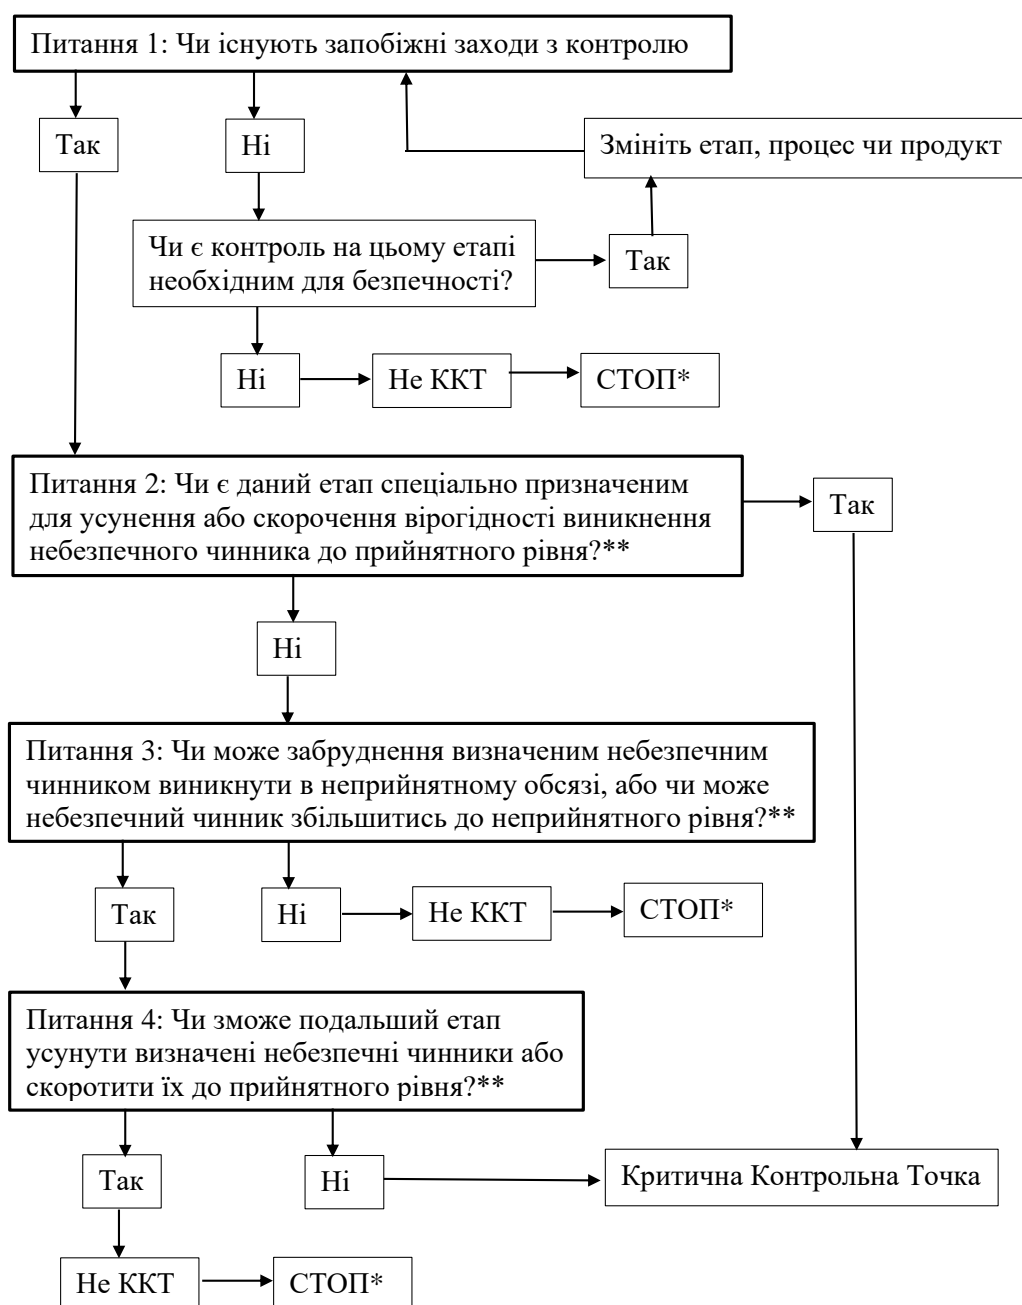 Питання 1: Чи існують запобіжні заходи з контролю
Так
Ні
Змініть етап, процес чи продукт
Чи є контроль на цьому етапі
необхідним для безпечності?
Так
Ні
Не ККТ
СТОП*
Питання 2: Чи є даний етап спеціально призначеним
для усунення або скорочення вірогідності виникнення
небезпечного чинника до прийнятного рівня?**
Так
Ні
Питання 3: Чи може забруднення визначеним небезпечним
чинником виникнути в неприйнятному обсязі, або чи може
небезпечний чинник збільшитись до неприйнятного рівня?**
Так
Ні
Не ККТ
СТОП*
Питання 4: Чи зможе подальший етап
усунути визначені небезпечні чинники або
скоротити їх до прийнятного рівня?**
Так
Ні
Критична Контрольна Точка
Не ККТ
СТОП*